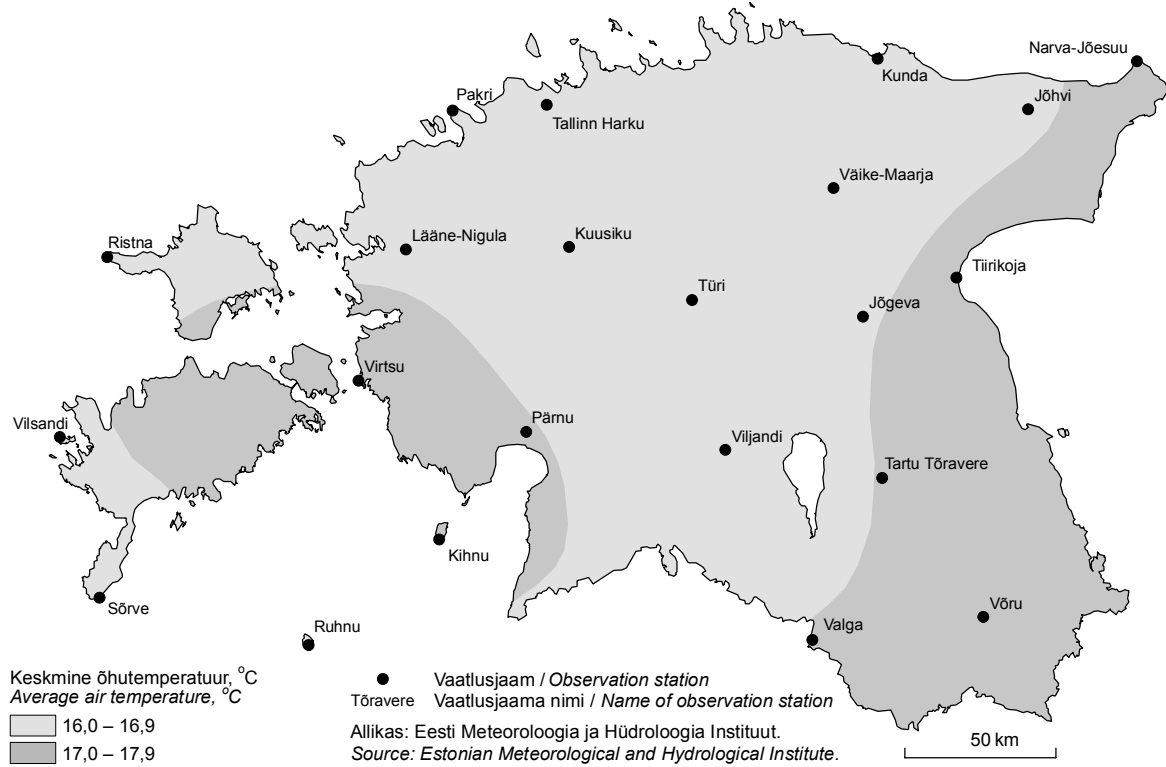 Narva-Jõesuu
Kunda
Pakri
Jõhvi
Tallinn Harku
Väike-Maarja
Ristna
Lääne-Nigula
Kuusiku
Tiirikoja
Türi
Jõgeva
Virtsu
Vilsandi
Pärnu
Viljandi
Tartu Tõravere
Kihnu
Sõrve
Võru
Ruhnu
Valga
Keskmine õhutemperatuur, °C
Average air temperature, °C
16,0 – 16,9
17,0 – 17,9
Vaatlusjaam / Observation station
Tõravere Vaatlusjaama nimi / Name of observation station
Allikas: Eesti Meteoroloogia ja Hüdroloogia Instituut.
Source: Estonian Meteorological and Hydrological Institute.
50 km